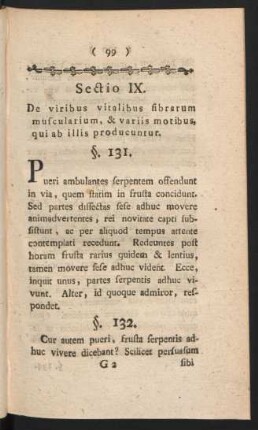 ( 99 )
Sectio IX.
De viribus vitalibus fibrarum
muscularium, & variis motibus,
qui ab illis producuntur.
§. 131.
Pueri ambulantes serpentem offendunt
in via, quem statim in frusta concidunt.
Sed partes dissectas sese adhuc movere
animadvertentes, rei novitate capti sub-
sistunt, ac per aliquod tempus attente
contemplati recedunt. Redeuntes post
horam frusta rarius quidem & lentius,
tamen movere sese adhuc vident. Ecce,
inquit unus, partes serpentis adhuc vi-
vunt. Alter, id quoque admiror, res-
pondet.
§. 132.
Cur autem pueri, frusta serpentis ad-
huc vivere dicebant? Scilicet persuasum
G 2 sibi